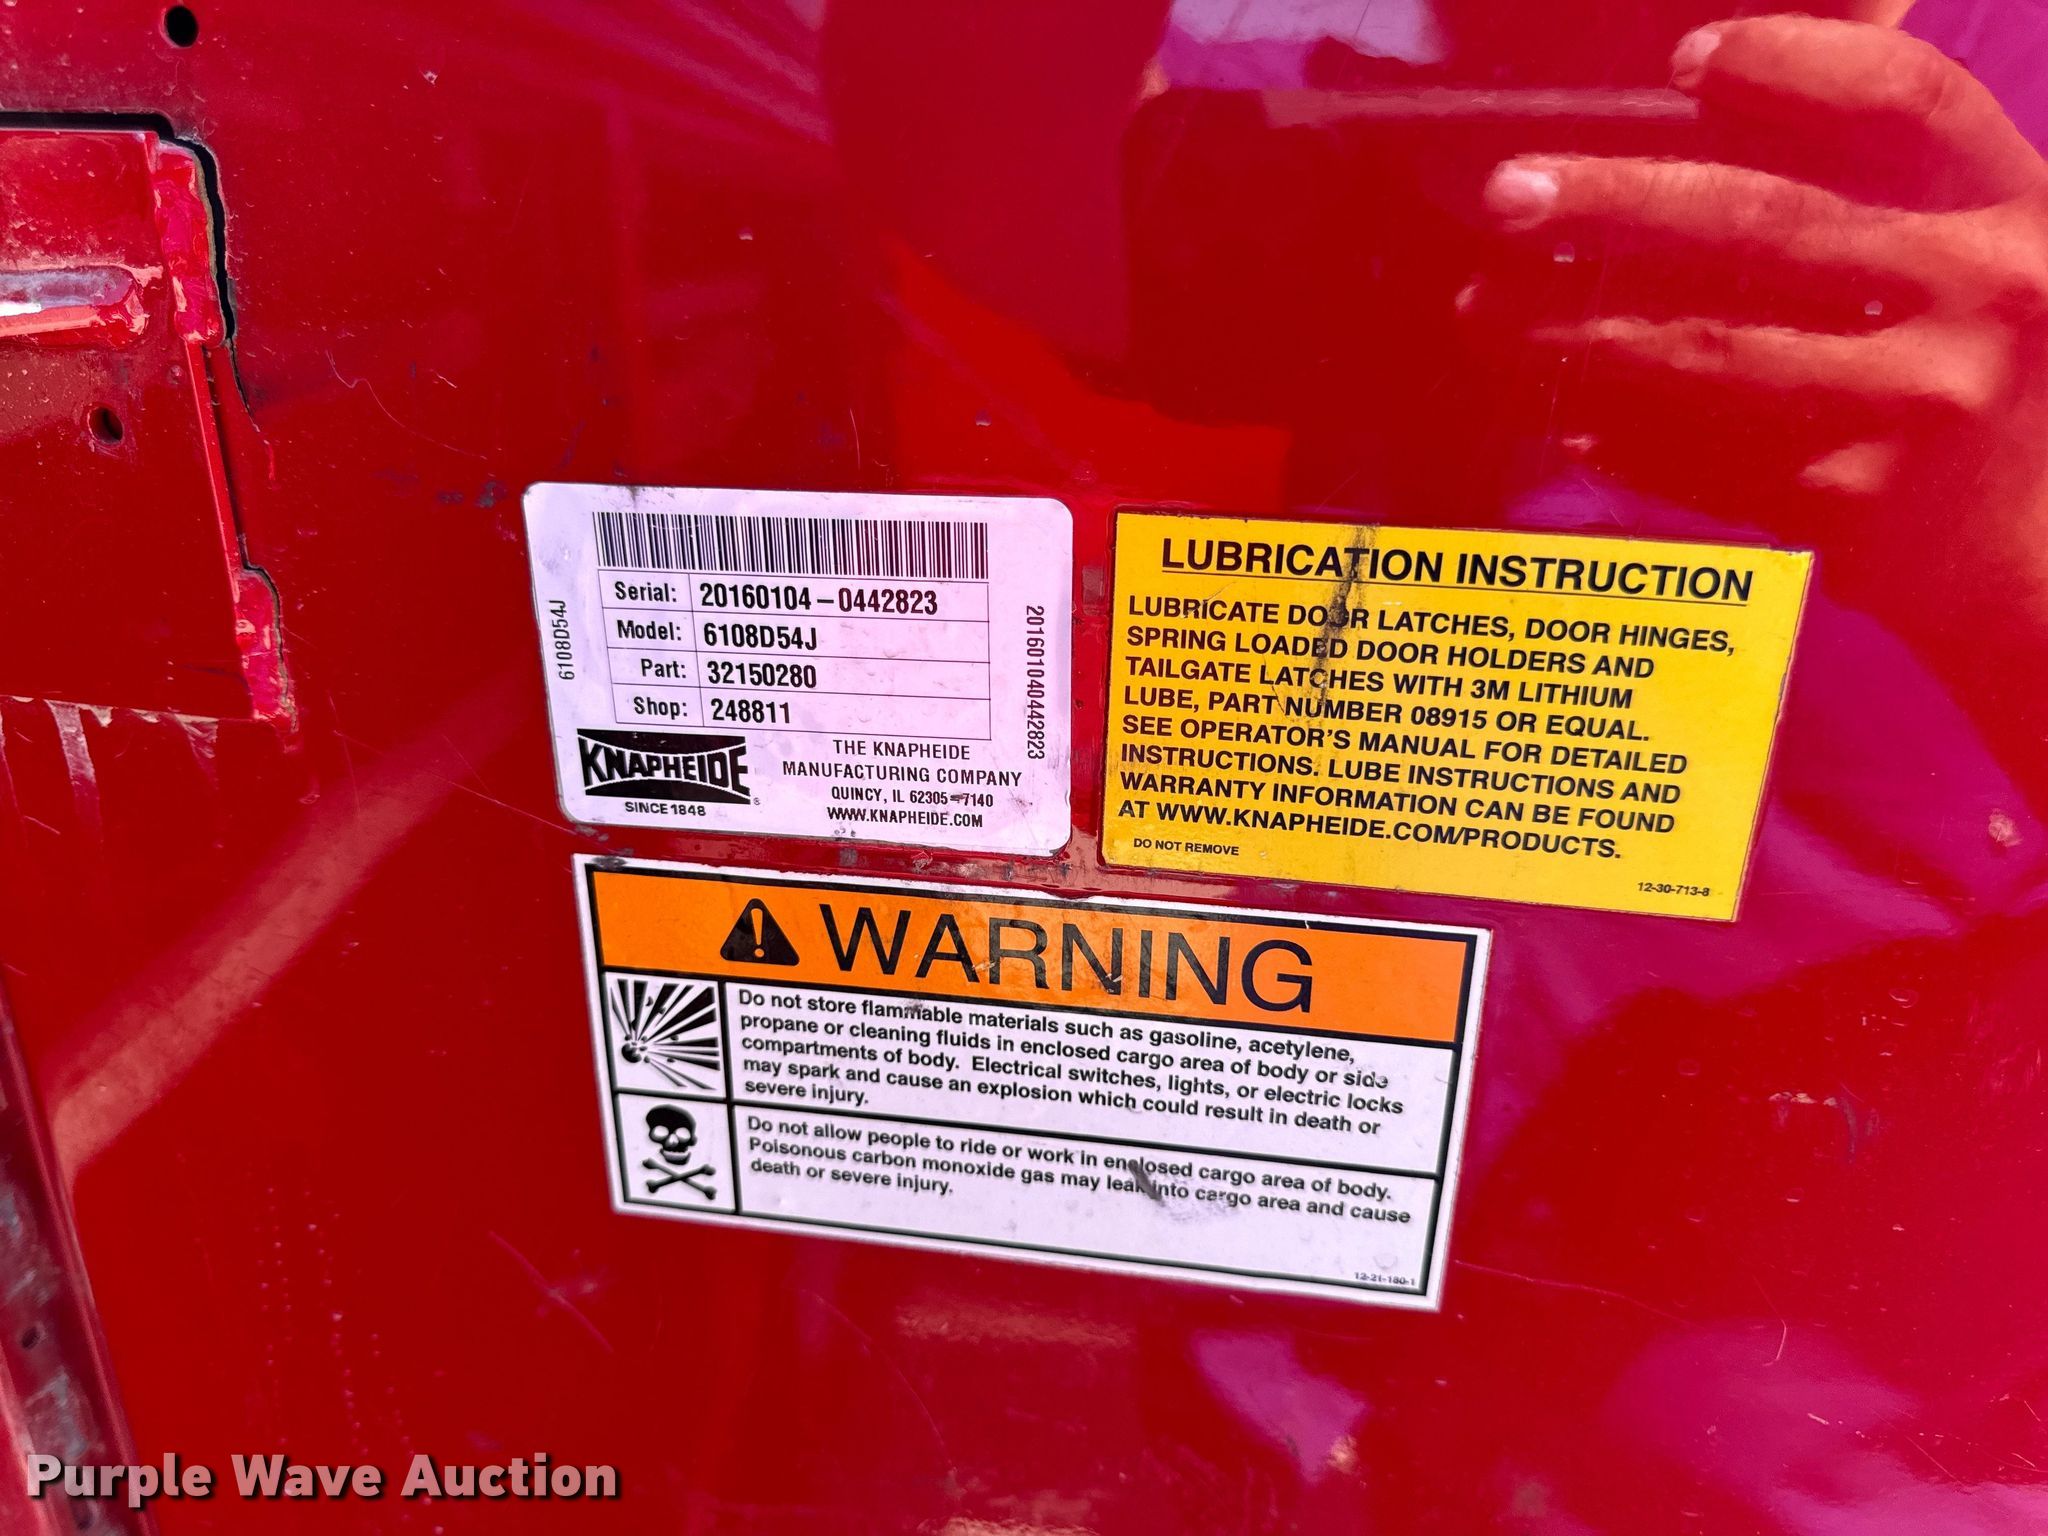 Serial: 20160104-0442823
Model: 6108D54J
Part: 32150280
Shop: 248811
6108D54J
201601040442823
KNAPHEIDE®
SINCE 1848
THE KNAPHEIDE
MANUFACTURING COMPANY
QUINCY, IL 62305-7140
WWW.KNAPHEIDE.COM
LUBRICATION INSTRUCTION
LUBRICATE DOOR LATCHES, DOOR HINGES,
SPRING LOADED DOOR HOLDERS AND
TAILGATE LATCHES WITH 3M LITHIUM
LUBE, PART NUMBER 08915 OR EQUAL.
SEE OPERATOR'S MANUAL FOR DETAILED
INSTRUCTIONS. LUBE INSTRUCTIONS AND
WARRANTY INFORMATION CAN BE FOUND
AT WWW.KNAPHEIDE.COM/PRODUCTS.
DO NOT REMOVE
12-30-713-8
WARNING
Do not store flammable materials such as gasoline, acetylene,
propane or cleaning fluids in enclosed cargo area of body or side
compartments of body. Electrical switches, lights, or electric locks
may spark and cause an explosion which could result in death or
severe injury.
Do not allow people to ride or work in enclosed cargo area of body.
Poisonous carbon monoxide gas may leak into cargo area and cause
death or severe injury.
12-21-180-1
Purple Wave Auction